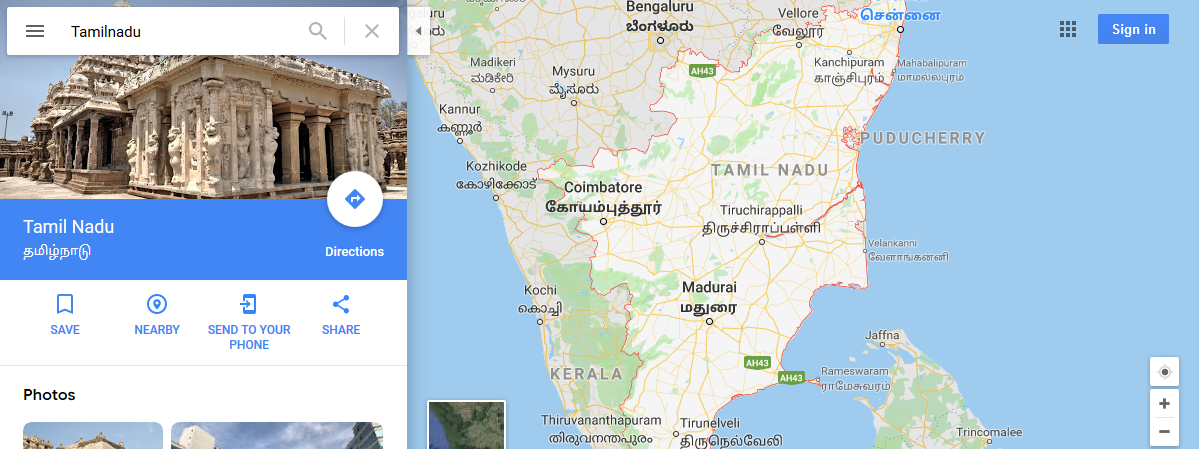 Tamilnadu
Sign in
Tamil Nadu
தமிழ்நாடு
Directions
SAVE
NEARBY
SEND TO YOUR
PHONE
SHARE
Photos
Bengaluru
ಬೆಂಗಳೂರು
Vellore
வேலூர்
சென்னை
Kanchipuram
காஞ்சிபுரம்
Mahabalipuram
மாமல்லபுரம்
AH43
Madikeri
ಮಡಿಕೇರಿ
Mysuru
ಮೈಸೂರು
Kannur
കണ്ണൂർ
PUDUCHERRY
TAMIL NADU
Kozhikode
കോഴിക്കോട്
Coimbatore
கோயம்புத்தூர்
Tiruchirappalli
திருச்சிராப்பள்ளி
Velankanni
வேளாங்கண்ணி
Kochi
കൊച്ചി
Madurai
மதுரை
Jaffna
AH43
AH43
Rameswaram
ராமேசுவரம்
KERALA
Thiruvananthapuram
തിരുവനന്തപുരം
Tirunelveli
திருநெல்வேலி
Trincomalee